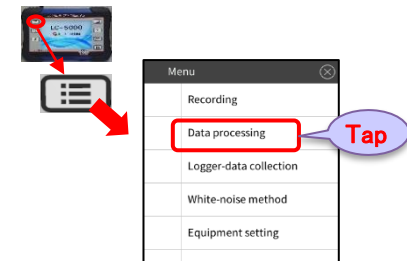 LC-5000
Menu
Recording
Data processing
Tap
Logger-data collection
White-noise method
Equipment setting